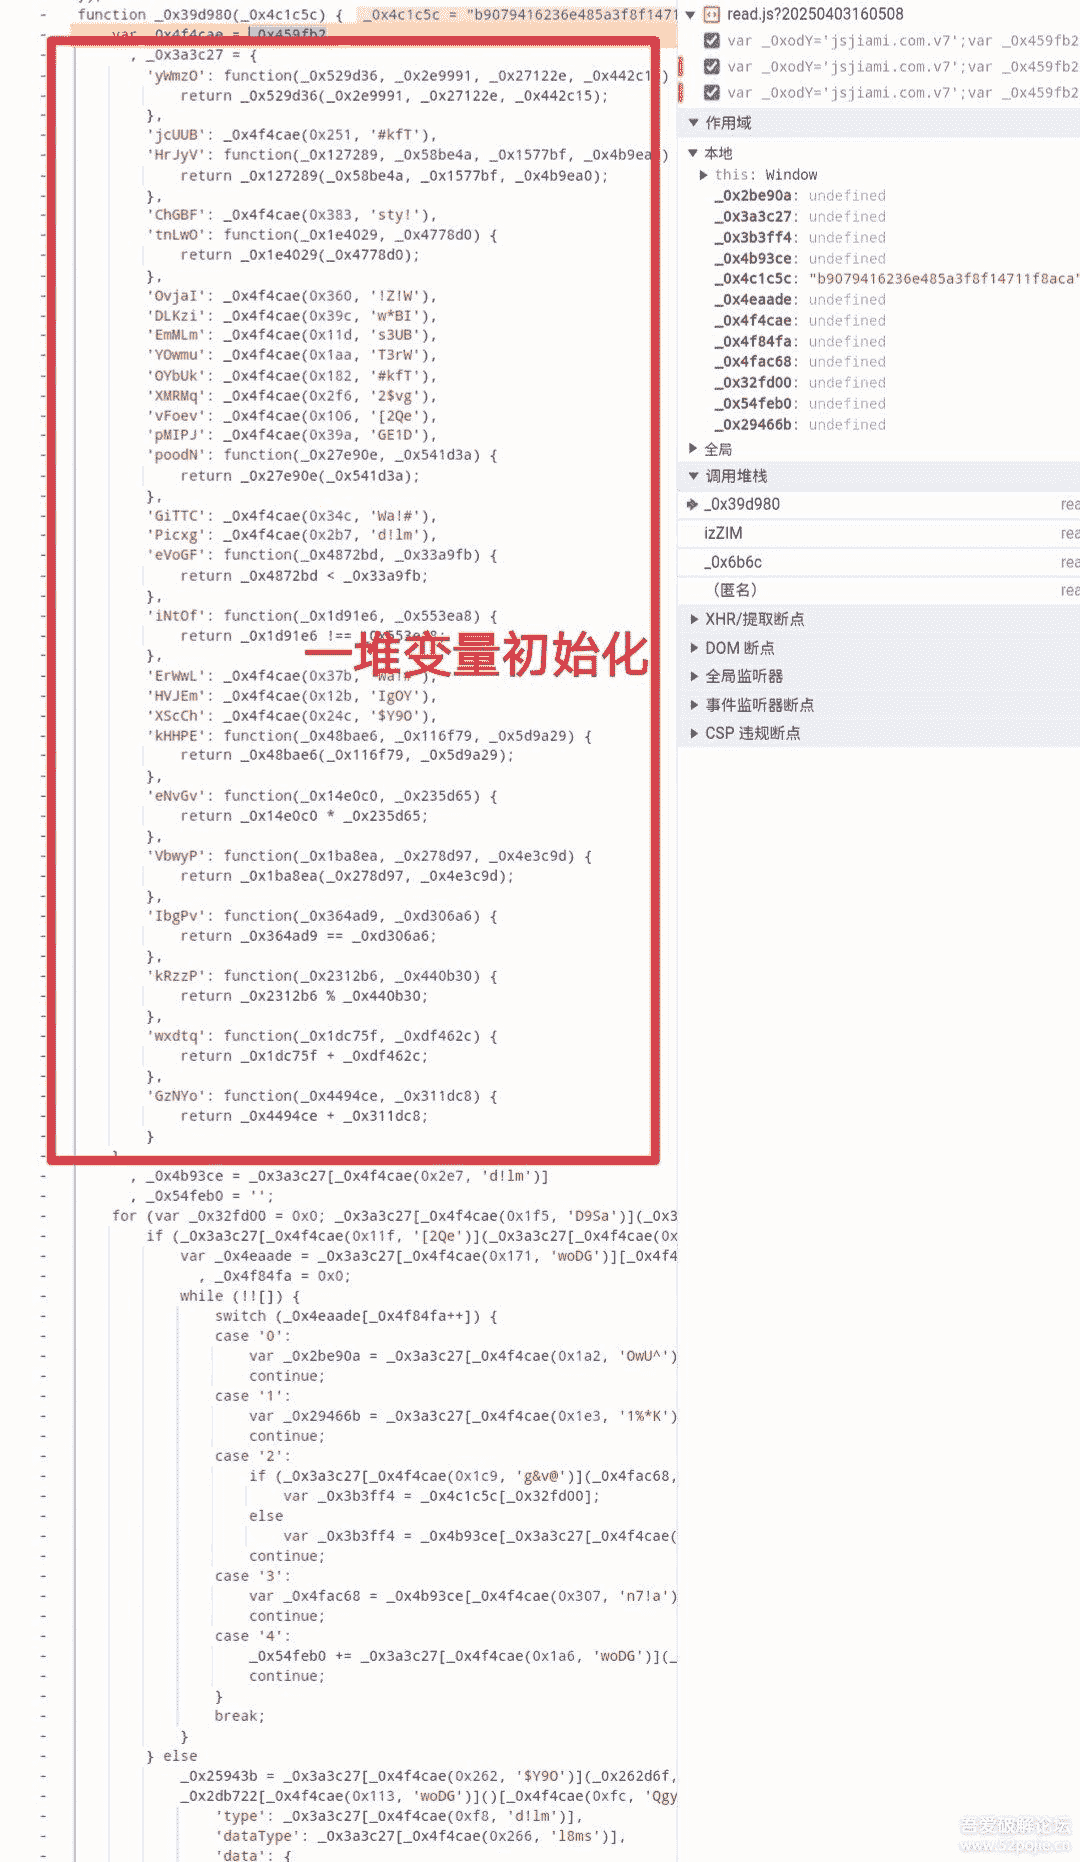 function _0x39d980(_0x4c1c5c) {  _0x4c1c5c = "b9079416236e485a3f8f1471
var _0x4f4cae = _0x459fb2
, _0x3a3c27 = {
'yWmzO': function(_0x529d36, _0x2e9991, _0x27122e, _0x442c15)
return _0x529d36(_0x2e9991, _0x27122e, _0x442c15);
},
'jcUUB': _0x4f4cae(0x251, '#kfT'),
'HrJyV': function(_0x127289, _0x58be4a, _0x1577bf, _0x4b9ea0)
return _0x127289(_0x58be4a, _0x1577bf, _0x4b9ea0);
},
'ChGBF': _0x4f4cae(0x383, 'sty!'),
'tnLwO': function(_0x1e4029, _0x4778d0) {
return _0x1e4029(_0x4778d0);
},
'OvjaI': _0x4f4cae(0x360, '!Z!W'),
'DLKzi': _0x4f4cae(0x39c, 'w*BI'),
'EmMLm': _0x4f4cae(0x11d, 's3UB'),
'YOwmu': _0x4f4cae(0x1aa, 'T3rW'),
'OYbUk': _0x4f4cae(0x182, '#kfT'),
'XMRMq': _0x4f4cae(0x2f6, '2$vg'),
'vFoev': _0x4f4cae(0x106, '[2Qe'),
'pMIPJ': _0x4f4cae(0x39a, 'GE1D'),
'poodN': function(_0x27e90e, _0x541d3a) {
return _0x27e90e(_0x541d3a);
},
'GiTTC': _0x4f4cae(0x34c, 'Wa!#'),
'Picxg': _0x4f4cae(0x2b7, 'd!lm'),
'eVoGF': function(_0x4872bd, _0x33a9fb) {
return _0x4872bd < _0x33a9fb;
},
'iNtOf': function(_0x1d91e6, _0x553ea8) {
return _0x1d91e6 !== _0x553ea8;
},
一堆变量初始化
'ErWwL': _0x4f4cae(0x37b, 'Wa!#'),
'HVJEm': _0x4f4cae(0x12b, 'IgOY'),
'XScCh': _0x4f4cae(0x24c, '$Y9O'),
'kHHPE': function(_0x48bae6, _0x116f79, _0x5d9a29) {
return _0x48bae6(_0x116f79, _0x5d9a29);
},
'eNvGv': function(_0x14e0c0, _0x235d65) {
return _0x14e0c0 * _0x235d65;
},
'VbwyP': function(_0x1ba8ea, _0x278d97, _0x4e3c9d) {
return _0x1ba8ea(_0x278d97, _0x4e3c9d);
},
'IbgPv': function(_0x364ad9, _0xd306a6) {
return _0x364ad9 == _0xd306a6;
},
'kRzzP': function(_0x2312b6, _0x440b30) {
return _0x2312b6 % _0x440b30;
},
'wxdtq': function(_0x1dc75f, _0xdf462c) {
return _0x1dc75f + _0xdf462c;
},
'GzNYo': function(_0x4494ce, _0x311dc8) {
return _0x4494ce + _0x311dc8;
}
}
, _0x4b93ce = _0x3a3c27[_0x4f4cae(0x2e7, 'd!lm')]
, _0x54feb0 = '';
for (var _0x32fd00 = 0x0; _0x3a3c27[_0x4f4cae(0x1f5, 'D9Sa')](_0x3
if (_0x3a3c27[_0x4f4cae(0x11f, '[2Qe')](_0x3a3c27[_0x4f4cae(0x
var _0x4eaade = _0x3a3c27[_0x4f4cae(0x171, 'woDG')][_0x4f4
, _0x4f84fa = 0x0;
while (!![]) {
switch (_0x4eaade[_0x4f84fa++]) {
case '0':
var _0x2be90a = _0x3a3c27[_0x4f4cae(0x1a2, 'OwU^')
continue;
case '1':
var _0x29466b = _0x3a3c27[_0x4f4cae(0x1e3, '1%*K')
continue;
case '2':
if (_0x3a3c27[_0x4f4cae(0x1c9, 'g&v@')](_0x4fac68,
var _0x3b3ff4 = _0x4c1c5c[_0x32fd00];
else
var _0x3b3ff4 = _0x4b93ce[_0x3a3c27[_0x4f4cae(
continue;
case '3':
var _0x4fac68 = _0x4b93ce[_0x4f4cae(0x307, 'n7!a')
continue;
case '4':
_0x54feb0 += _0x3a3c27[_0x4f4cae(0x1a6, 'woDG')](_
continue;
}
break;
}
} else
_0x25943b = _0x3a3c27[_0x4f4cae(0x262, '$Y9O')](_0x262d6f,
_0x2db722[_0x4f4cae(0x113, 'woDG')]()[_0x4f4cae(0xfc, 'Qgy
'type': _0x3a3c27[_0x4f4cae(0xf8, 'd!lm')],
'dataType': _0x4f4cae(0x266, 'l8ms')],
'data': {
read.js?20250403160508
var _0xodY='jsjiami.com.v7';var _0x459fb2
var _0xodY='jsjiami.com.v7';var _0x459fb2
var _0xodY='jsjiami.com.v7';var _0x459fb2
作用域
本地
this: Window
_0x2be90a: undefined
_0x3a3c27: undefined
_0x3b3ff4: undefined
_0x4b93ce: undefined
_0x4c1c5c: "b9079416236e485a3f8f14711f8aca"
_0x4eaade: undefined
_0x4f4cae: undefined
_0x4f84fa: undefined
_0x4fac68: undefined
_0x32fd00: undefined
_0x54feb0: undefined
_0x29466b: undefined
全局
调用堆栈
_0x39d980 rea
izZIM rea
_0x6b6c rea
（匿名） rea
XHR/提取断点
DOM 断点
全局监听器
事件监听器断点
CSP 违规断点
吾爱破解论坛
www.52pojie.cn